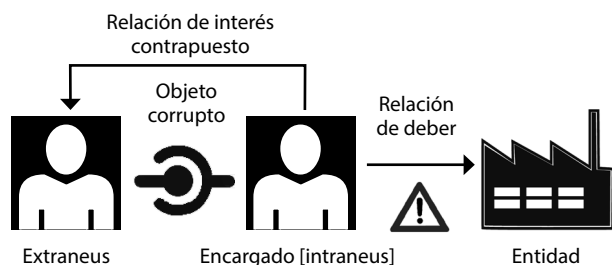 Relación de interés
contrapuesto
Objeto
corrupto
Relación
de deber
Extraneus
Encargado [intraneus]
Entidad